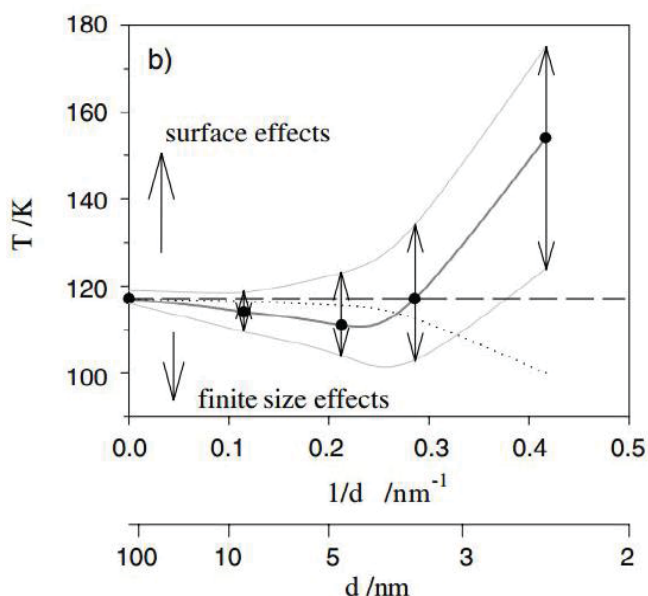 180
b)
160
surface effects
140
T /K
120
100
finite size effects
0.0 0.1 0.2 0.3 0.4 0.5
1/d /nm-1
100 10 5 3 2
d /nm